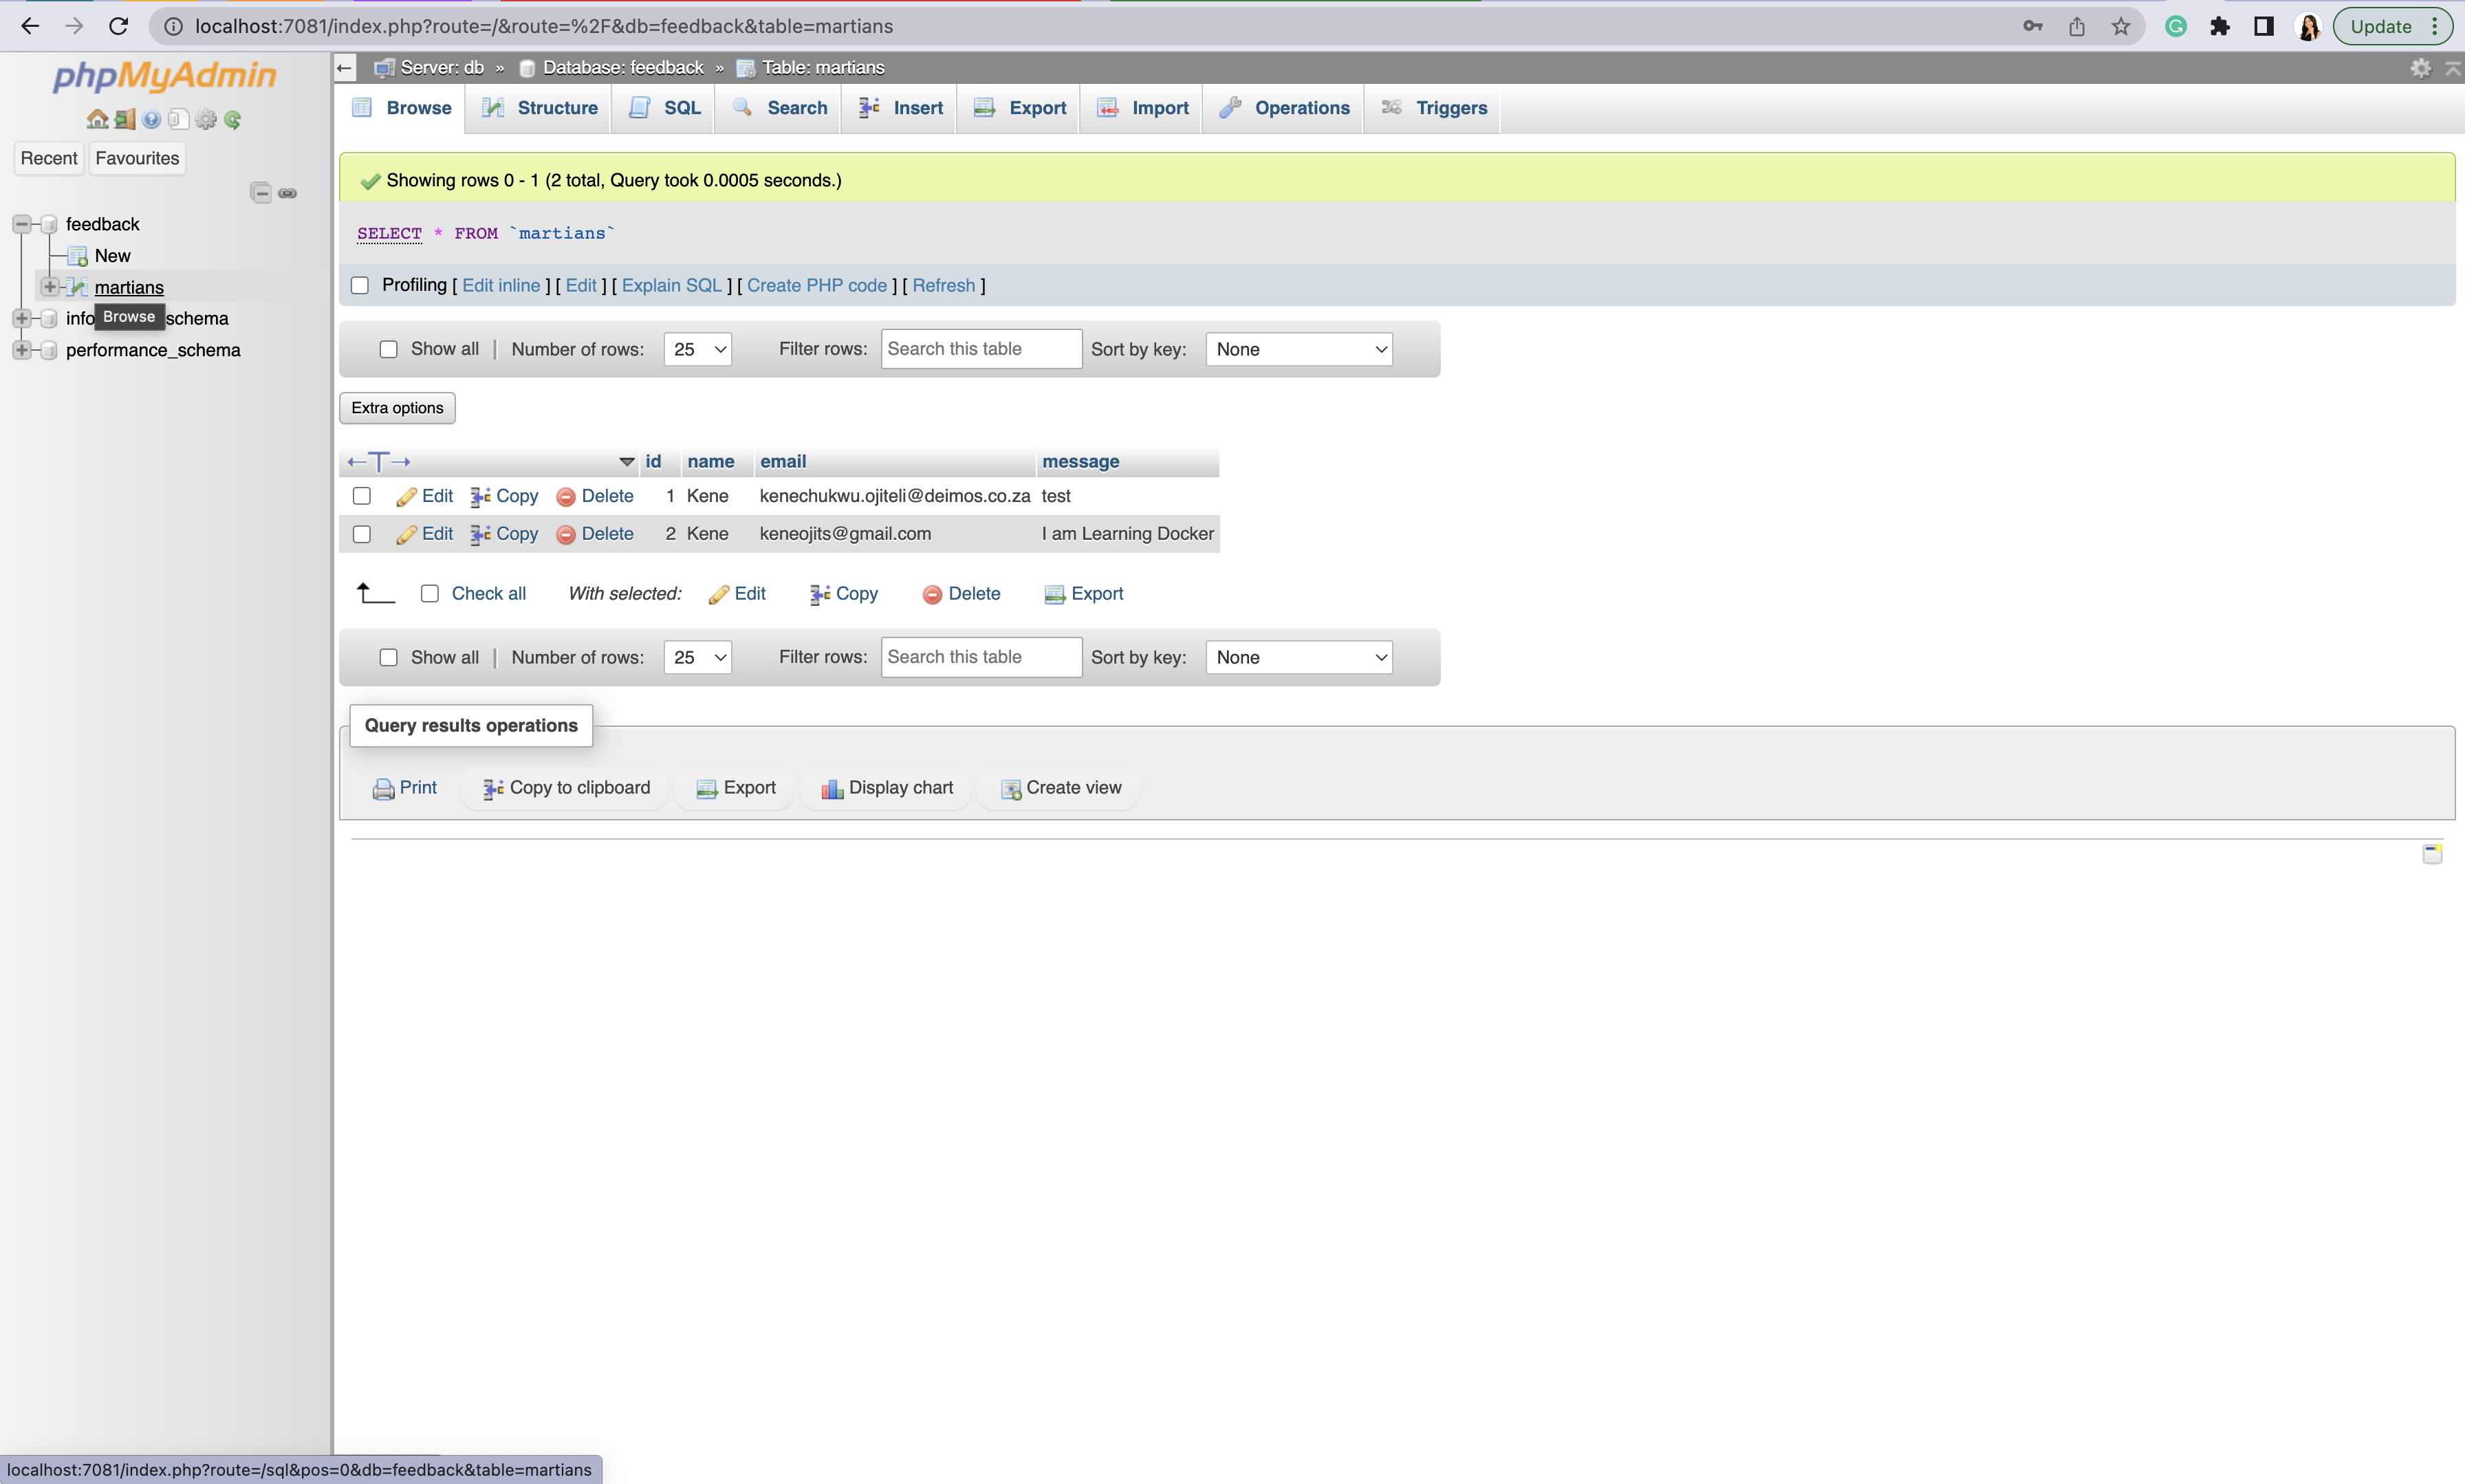 localhost:7081/index.php?route=/&route=%2F&db=feedback&table=martians
Update
phpMyAdmin
Recent Favourites
feedback
New
martians
Browse
info schema
performance_schema
Server: db » Database: feedback » Table: martians
Browse Structure SQL Search Insert Export Import Operations Triggers
Showing rows 0 - 1 (2 total, Query took 0.0005 seconds.)
SELECT * FROM `martians`
Profiling [ Edit inline ] [ Edit ] [ Explain SQL ] [ Create PHP code ] [ Refresh ]
Show all | Number of rows: 25 Filter rows: Search this table Sort by key: None
Extra options
←T→ id name email message
Edit Copy Delete 1 Kene kenechukwu.ojiteli@deimos.co.za test
Edit Copy Delete 2 Kene keneojits@gmail.com I am Learning Docker
Check all With selected: Edit Copy Delete Export
Show all | Number of rows: 25 Filter rows: Search this table Sort by key: None
Query results operations
Print Copy to clipboard Export Display chart Create view
localhost:7081/index.php?route=/sql&pos=0&db=feedback&table=martians